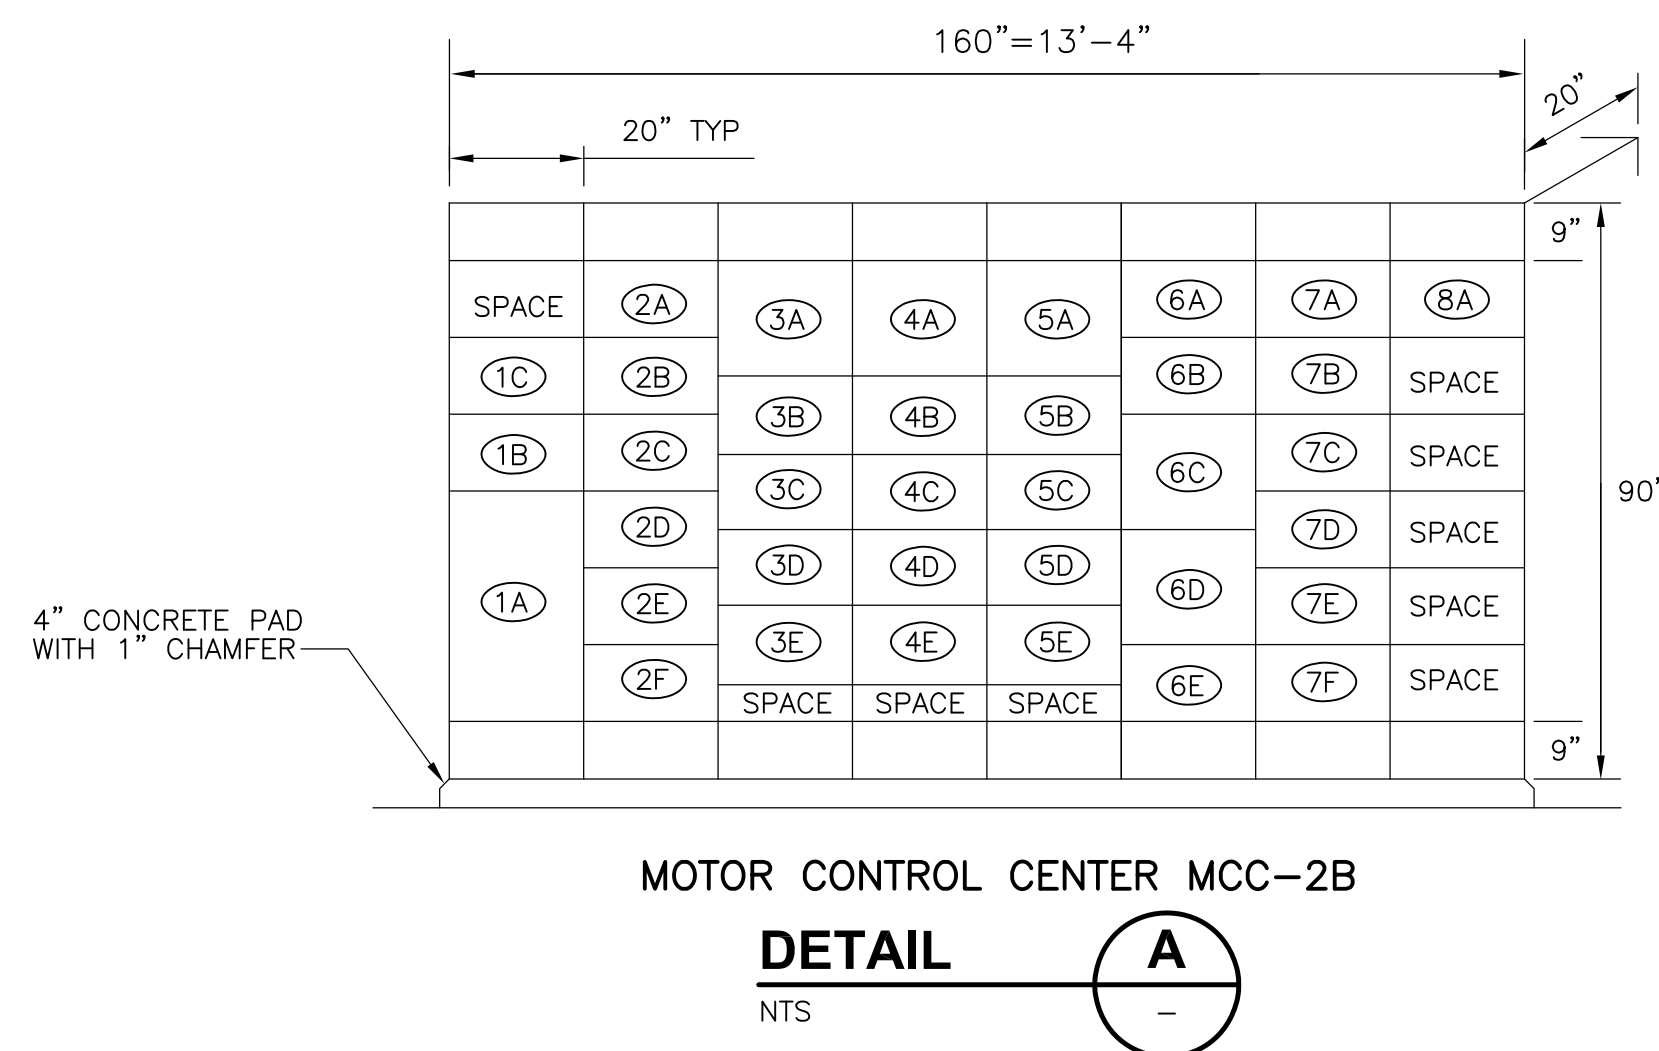 160"=13'-4"
20"
20" TYP
9"
SPACE 2A 3A 4A 5A 6A 7A 8A
1C 2B 3B 4B 5B 6B 7B SPACE
1B 2C 3C 4C 5C 6C 7C SPACE
90'
2D 3D 4D 5D 6D 7D SPACE
1A 2E 3E 4E 5E 7E SPACE
4" CONCRETE PAD
WITH 1" CHAMFER
2F 6E 7F SPACE
SPACE SPACE SPACE
9"
MOTOR CONTROL CENTER MCC-2B
DETAIL A
NTS -